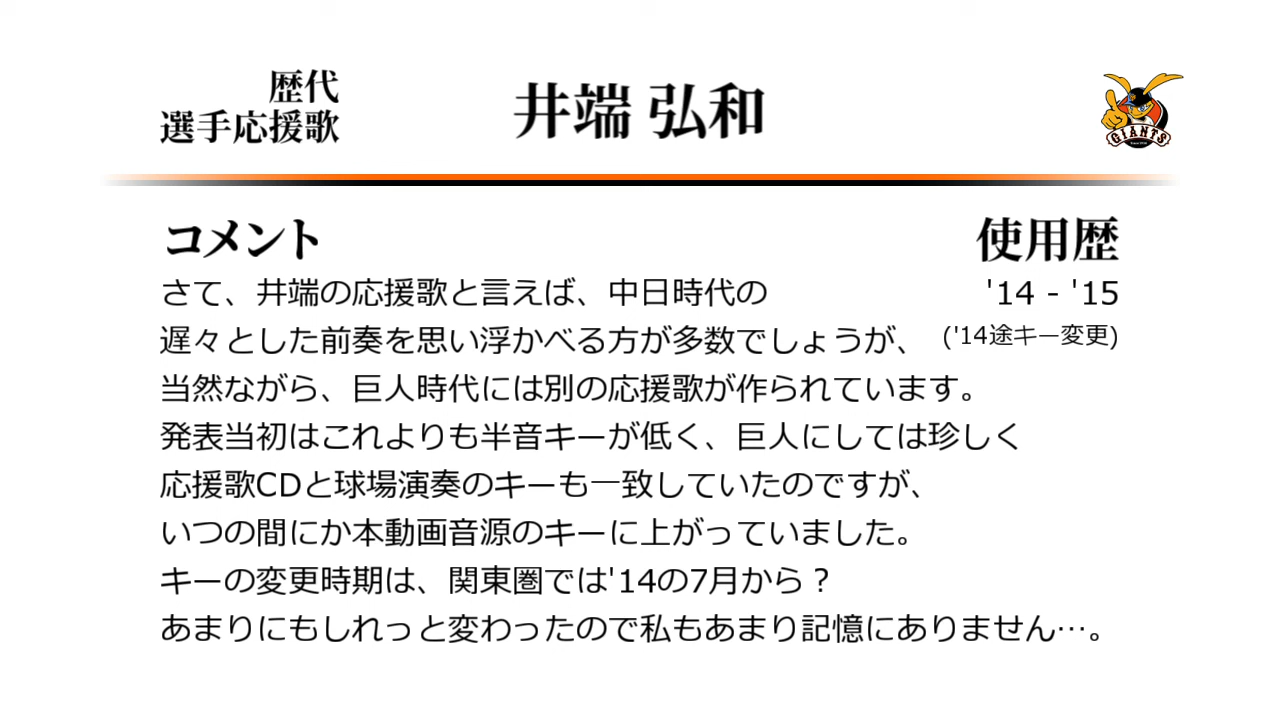 歴代
選手応援歌
井端 弘和
GIANTS
コメント
使用歴
さて、井端の応援歌と言えば、中日時代の
'14 - '15
遅々とした前奏を思い浮かべる方が多数でしょうが、
('14途キー変更)
当然ながら、巨人時代には別の応援歌が作られています。
発表当初はこれよりも半音キーが低く、巨人にしては珍しく
応援歌CDと球場演奏のキーも一致していたのですが、
いつの間にか本動画音源のキーに上がっていました。
キーの変更時期は、関東圏では'14の7月から？
あまりにもしれっと変わったので私もあまり記憶にありません…。